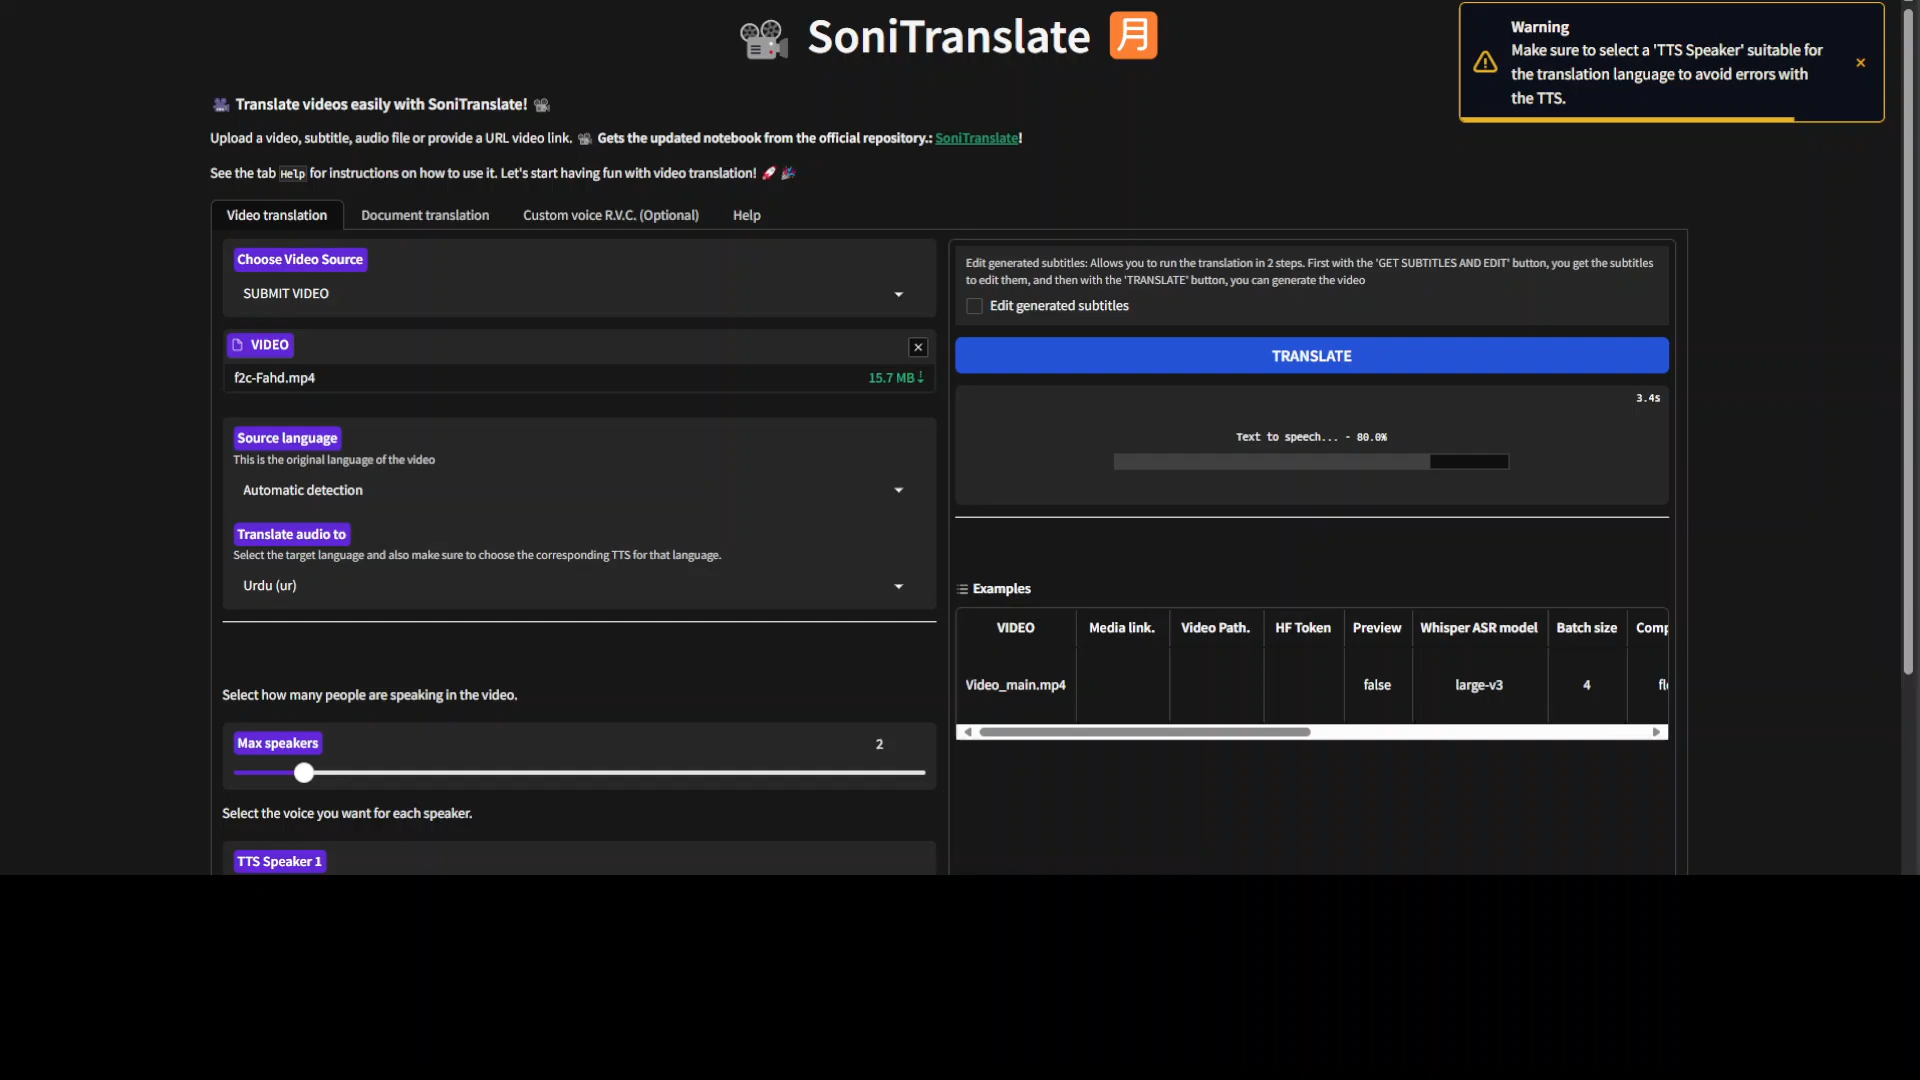 SoniTranslate 月
Warning
Make sure to select a 'TTS Speaker' suitable for
the translation language to avoid errors with
the TTS.
Translate videos easily with SoniTranslate!
Upload a video, subtitle, audio file or provide a URL video link. Gets the updated notebook from the official repository.: SoniTranslate!
See the tab Help for instructions on how to use it. Let's start having fun with video translation!
Video translation
Document translation
Custom voice R.V.C. (Optional)
Help
Choose Video Source
SUBMIT VIDEO
VIDEO
f2c-Fahd.mp4
15.7 MB↓
Source language
This is the original language of the video
Automatic detection
Translate audio to
Select the target language and also make sure to choose the corresponding TTS for that language.
Urdu (ur)
Select how many people are speaking in the video.
Max speakers
2
Select the voice you want for each speaker.
TTS Speaker 1
Edit generated subtitles: Allows you to run the translation in 2 steps. First with the 'GET SUBTITLES AND EDIT' button, you get the subtitles
to edit them, and then with the 'TRANSLATE' button, you can generate the video
Edit generated subtitles
TRANSLATE
3.4s
Text to speech... - 80.0%
Examples
VIDEO Media link. Video Path. HF Token Preview Whisper ASR model Batch size
Video_main.mp4 false large-v3 4